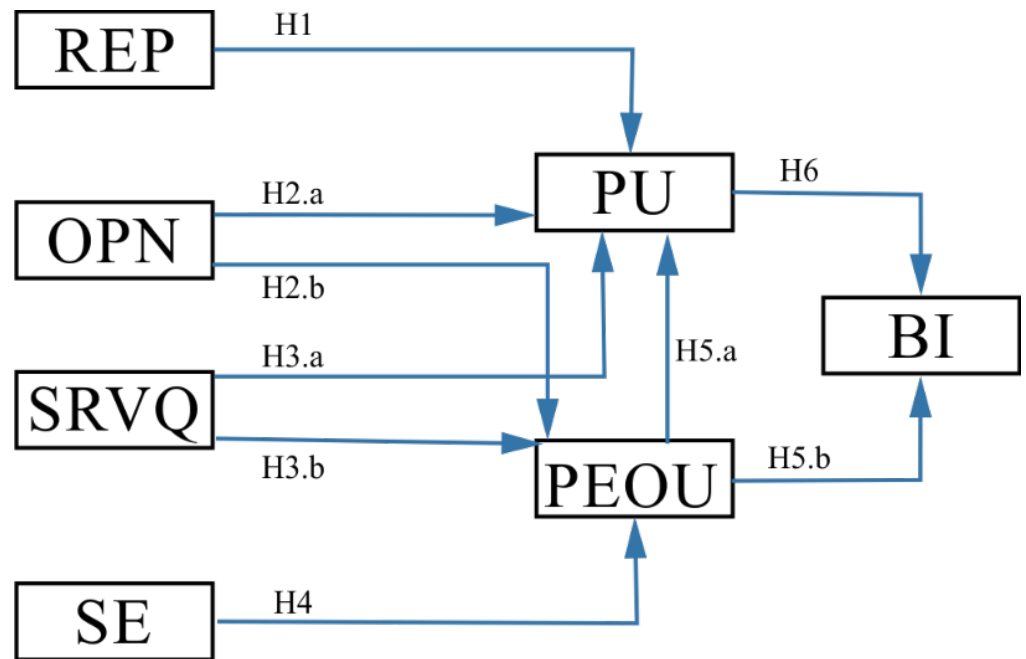 REP
H1
PU
H6
OPN
H2.a
H2.b
BI
H3.a
H5.a
SRVQ
H3.b
PEOU
H5.b
SE
H4